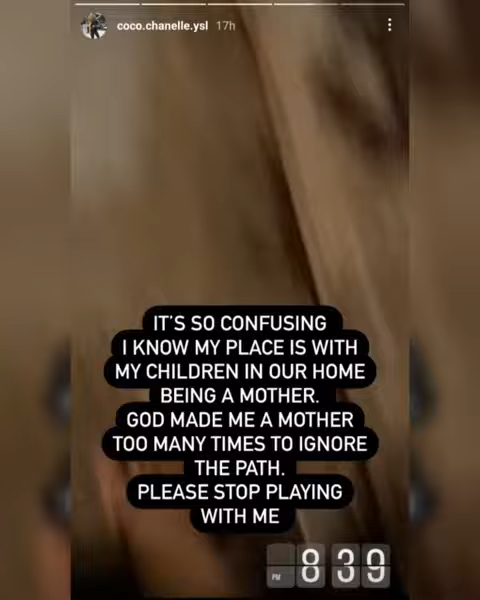 coco.chanelle.ysl 17h
IT'S SO CONFUSING
I KNOW MY PLACE IS WITH
MY CHILDREN IN OUR HOME
BEING A MOTHER.
GOD MADE ME A MOTHER
TOO MANY TIMES TO IGNORE
THE PATH.
PLEASE STOP PLAYING
WITH ME
PM 8 39